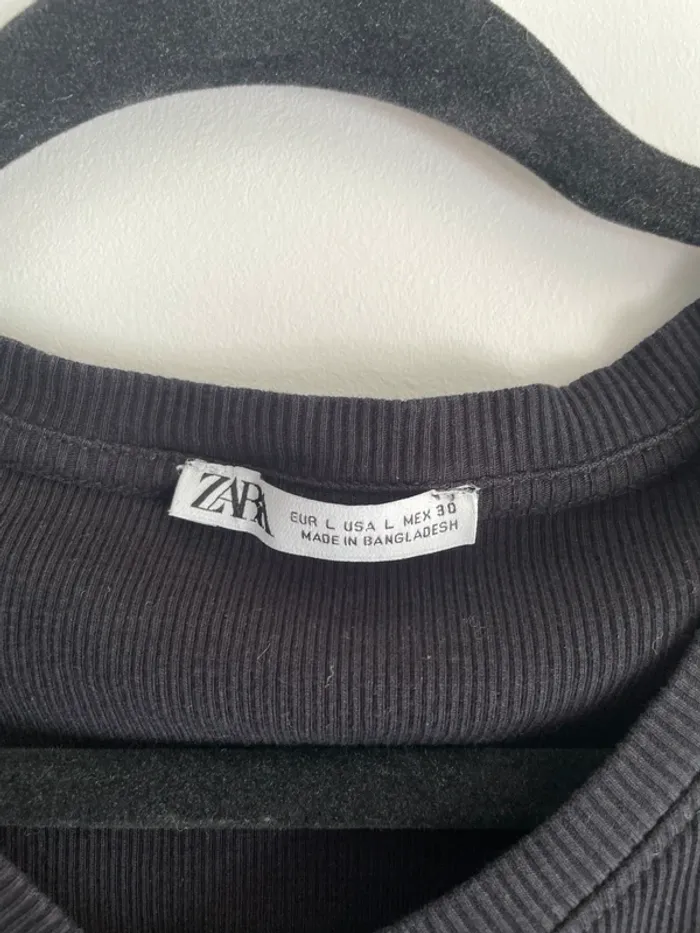 ZARA
EUR L USA L MEX 30
MADE IN BANGLADESH